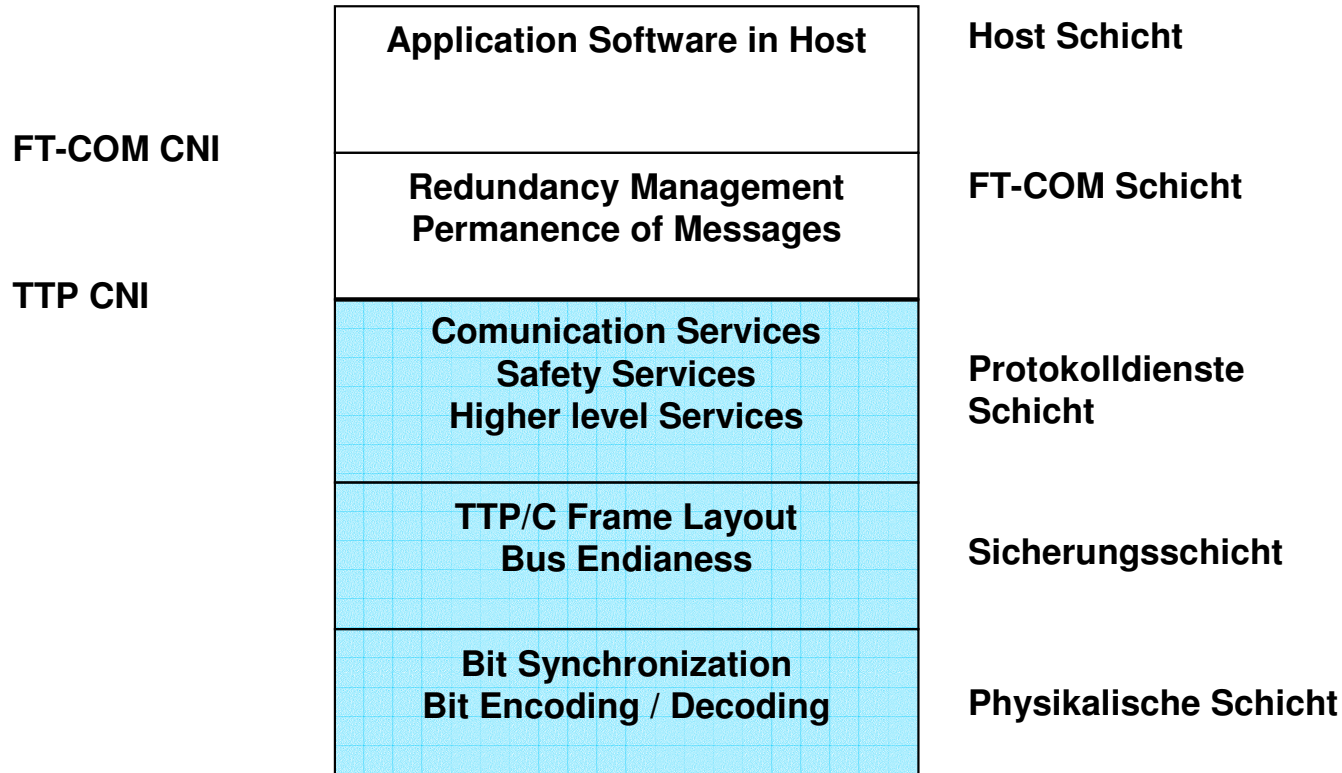 Application Software in Host
Host Schicht
FT-COM CNI
Redundancy Management
Permanence of Messages
FT-COM Schicht
TTP CNI
Comunication Services
Safety Services
Higher level Services
Protokolldienste
Schicht
TTP/C Frame Layout
Bus Endianess
Sicherungsschicht
Bit Synchronization
Bit Encoding / Decoding
Physikalische Schicht